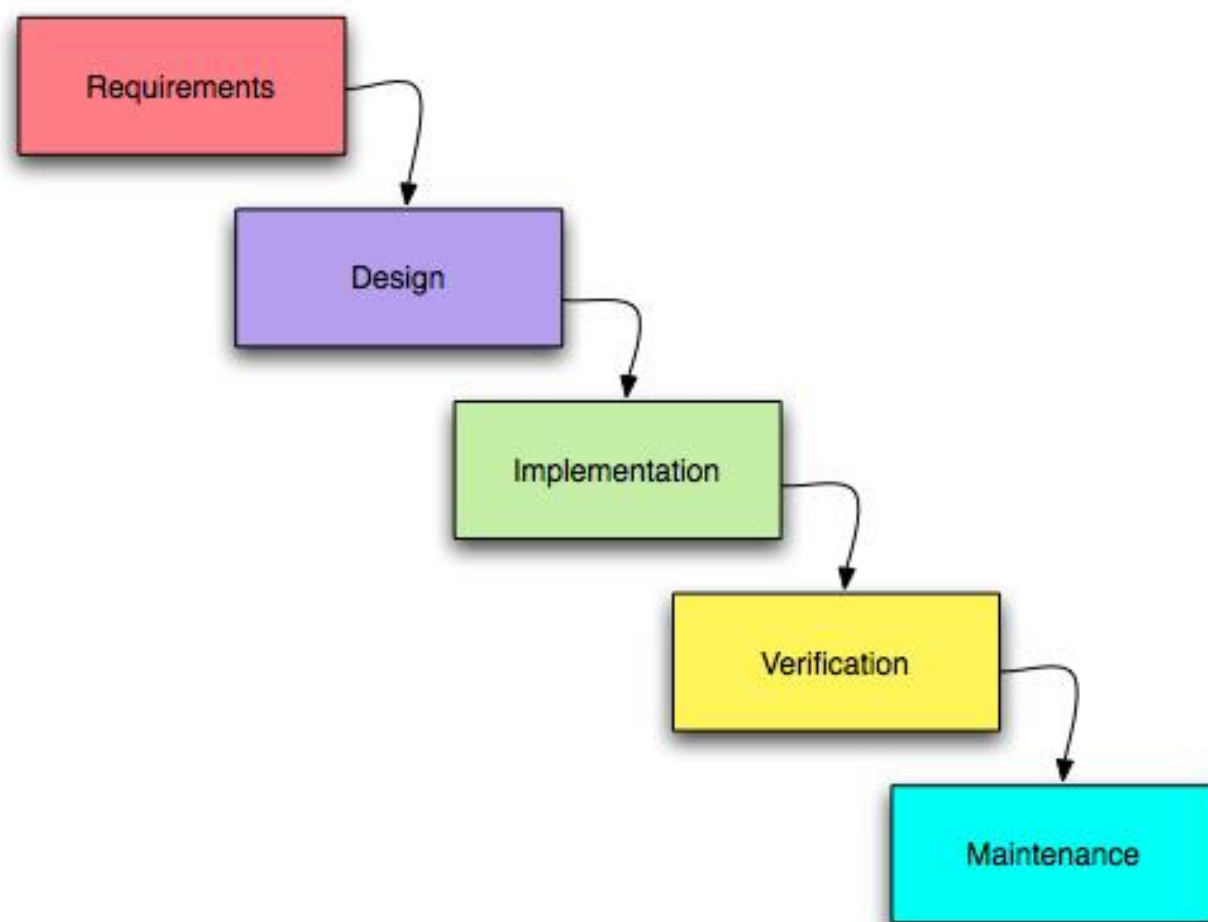 Requirements
Design
Implementation
Verification
Maintenance